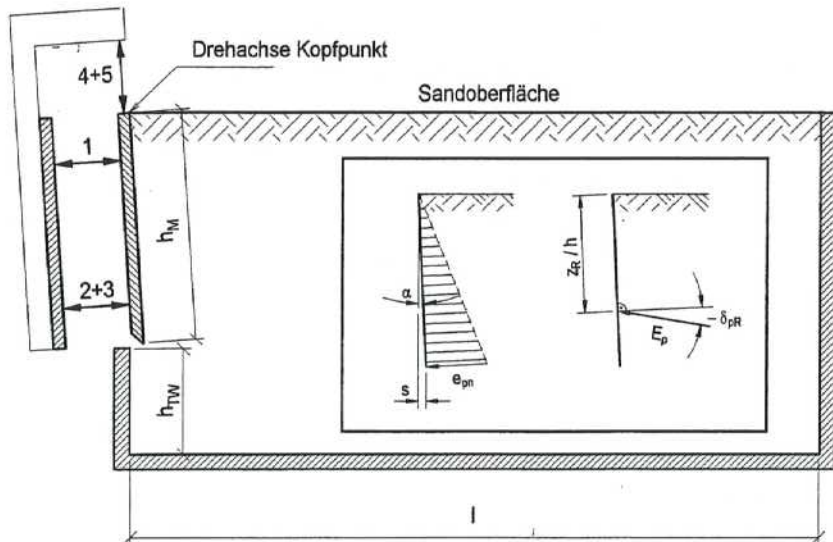 4+5
Drehachse Kopfpunkt
Sandoberfläche
1
h_M
2+3
h_TW
α
s
e_pn
z_R / h
- δ_pR
E_p
l